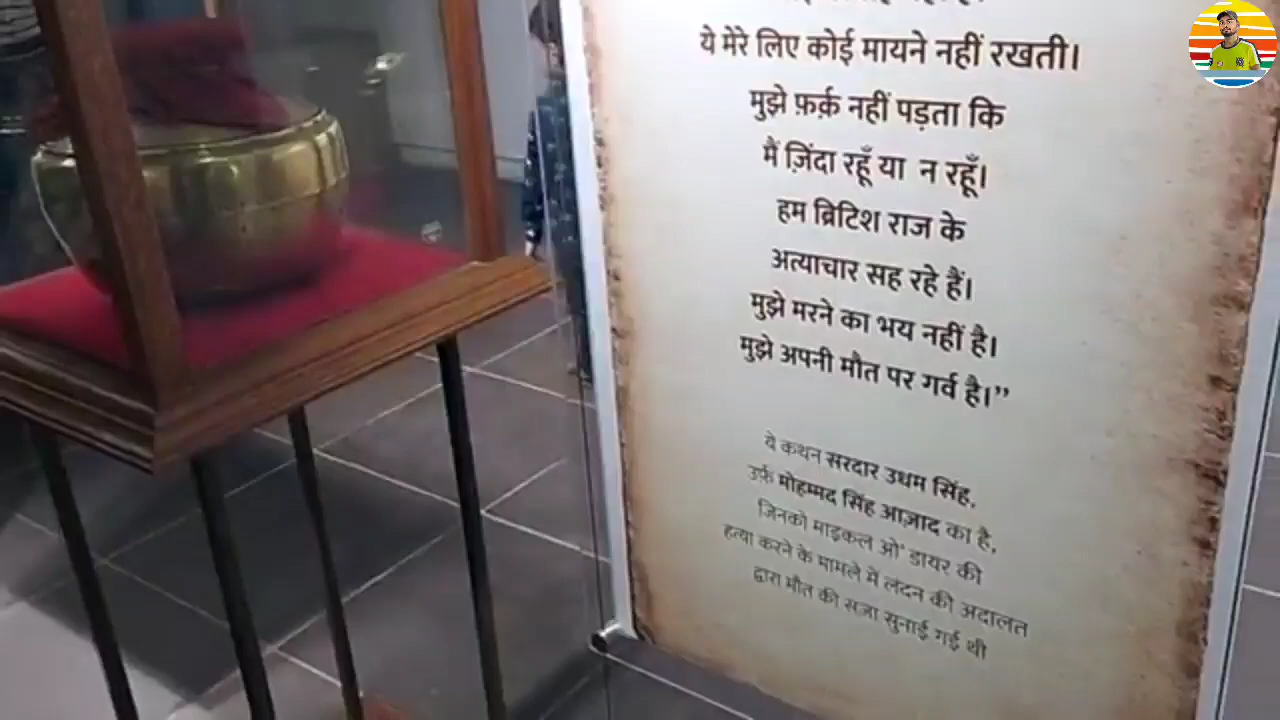 ये मेरे लिए कोई मायने नहीं रखती।
मुझे फ़र्क़ नहीं पड़ता कि
मैं ज़िंदा रहूँ या न रहूँ।
हम ब्रिटिश राज के
अत्याचार सह रहे हैं।
मुझे मरने का भय नहीं है।
मुझे अपनी मौत पर गर्व है।”
ये कथन सरदार उधम सिंह,
उर्फ़ मोहम्मद सिंह आज़ाद का है,
जिनको माइकल ओ' डायर की
हत्या करने के मामले में लंदन की अदालत
द्वारा मौत की सजा सुनाई गई थी